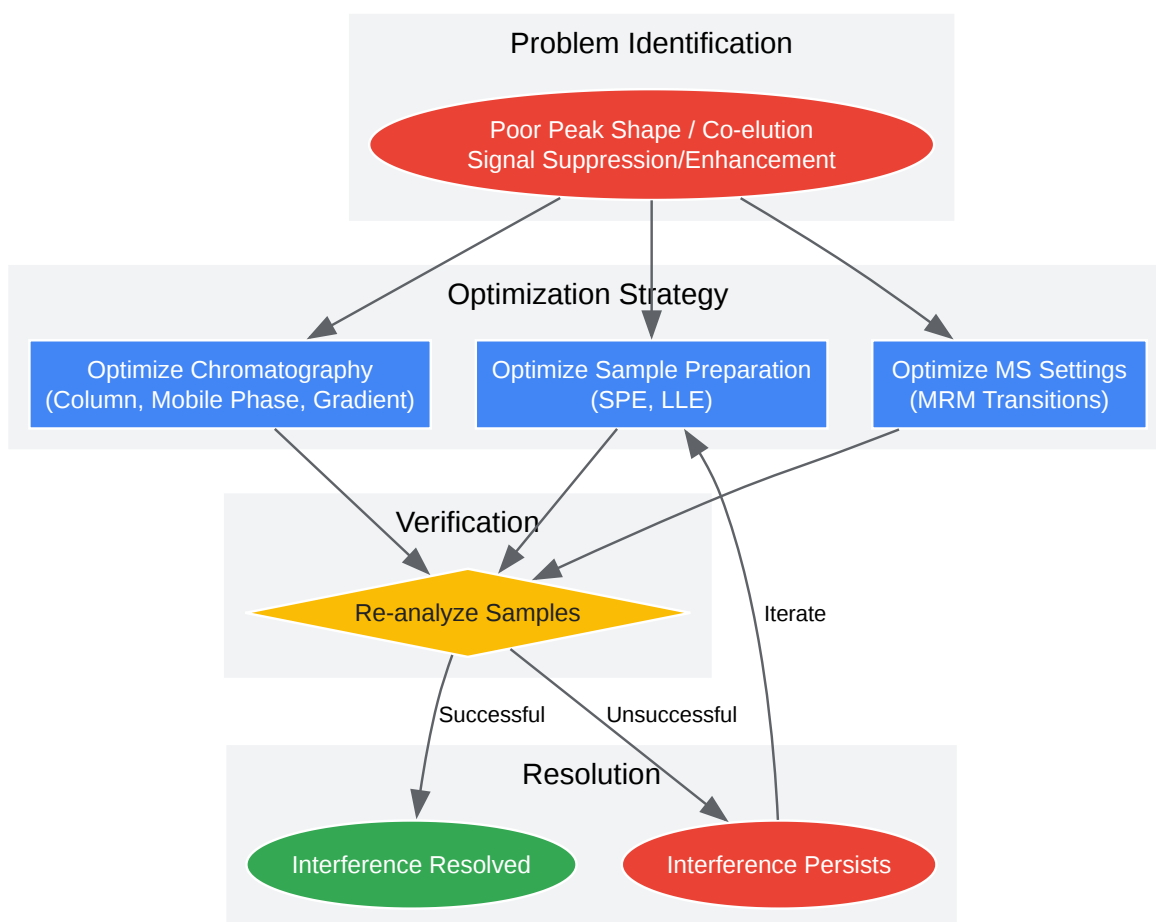 Problem Identification
Poor Peak Shape / Co-elution
Signal Suppression/Enhancement
Optimization Strategy
Optimize Chromatography
(Column, Mobile Phase, Gradient)
Optimize Sample Preparation
(SPE, LLE)
Optimize MS Settings
(MRM Transitions)
Verification
Re-analyze Samples
Iterate
Successful
Unsuccessful
Resolution
Interference Resolved
Interference Persists